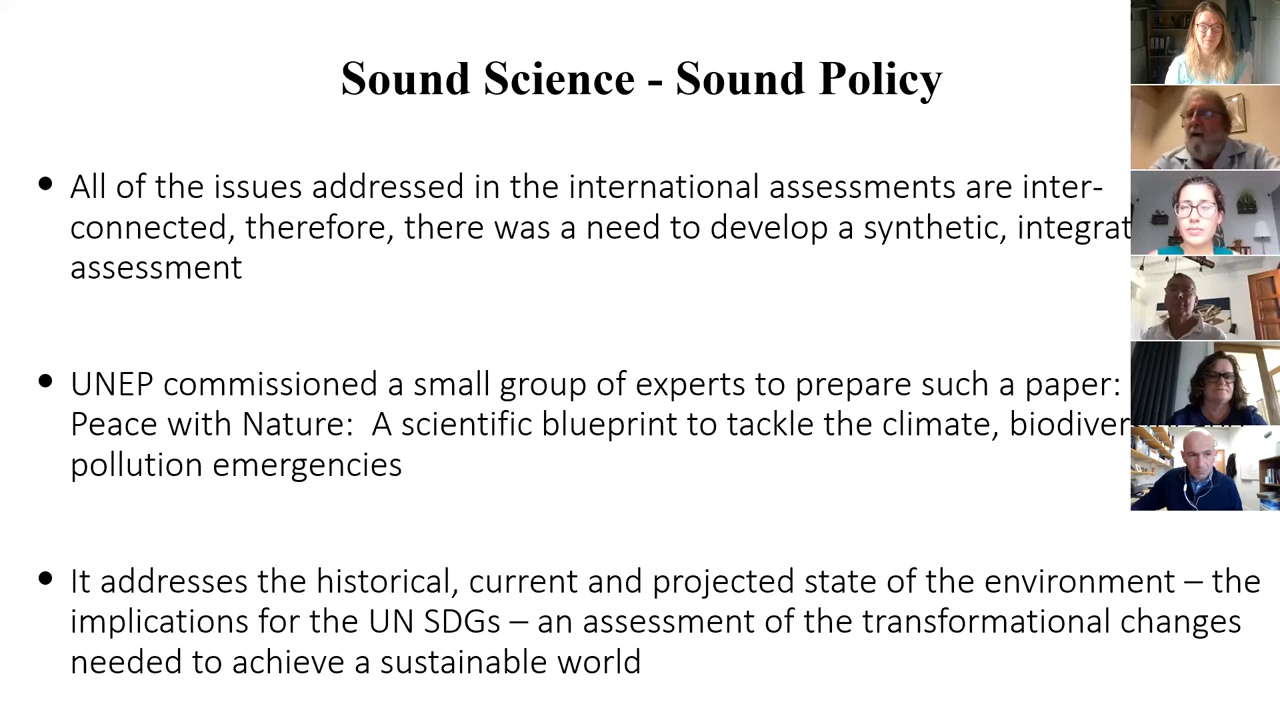 Sound Science - Sound Policy
• All of the issues addressed in the international assessments are inter-
connected, therefore, there was a need to develop a synthetic, integrat
assessment
• UNEP commissioned a small group of experts to prepare such a paper:
Peace with Nature: A scientific blueprint to tackle the climate, biodiver
pollution emergencies
• It addresses the historical, current and projected state of the environment – the
implications for the UN SDGs – an assessment of the transformational changes
needed to achieve a sustainable world